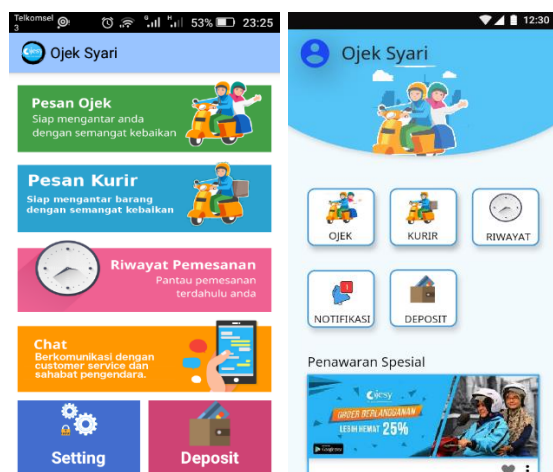 Telkomsel
3
53%
23:25
Ojek Syari
Pesan Ojek
Siap mengantar anda
dengan semangat kebaikan
Pesan Kurir
Siap mengantar barang
dengan semangat kebaikan
Riwayat Pemesanan
Pantau pemesanan
terdahulu anda
Chat
Berkomunikasi dengan
customer service dan
sahabat pengendara.
Setting
Deposit
12:30
Ojek Syari
OJEK
KURIR
RIWAYAT
NOTIFIKASI
DEPOSIT
Penawaran Spesial
Ojesy
ORDER BERLANGGANAN
LEBIH HEMAT 25%